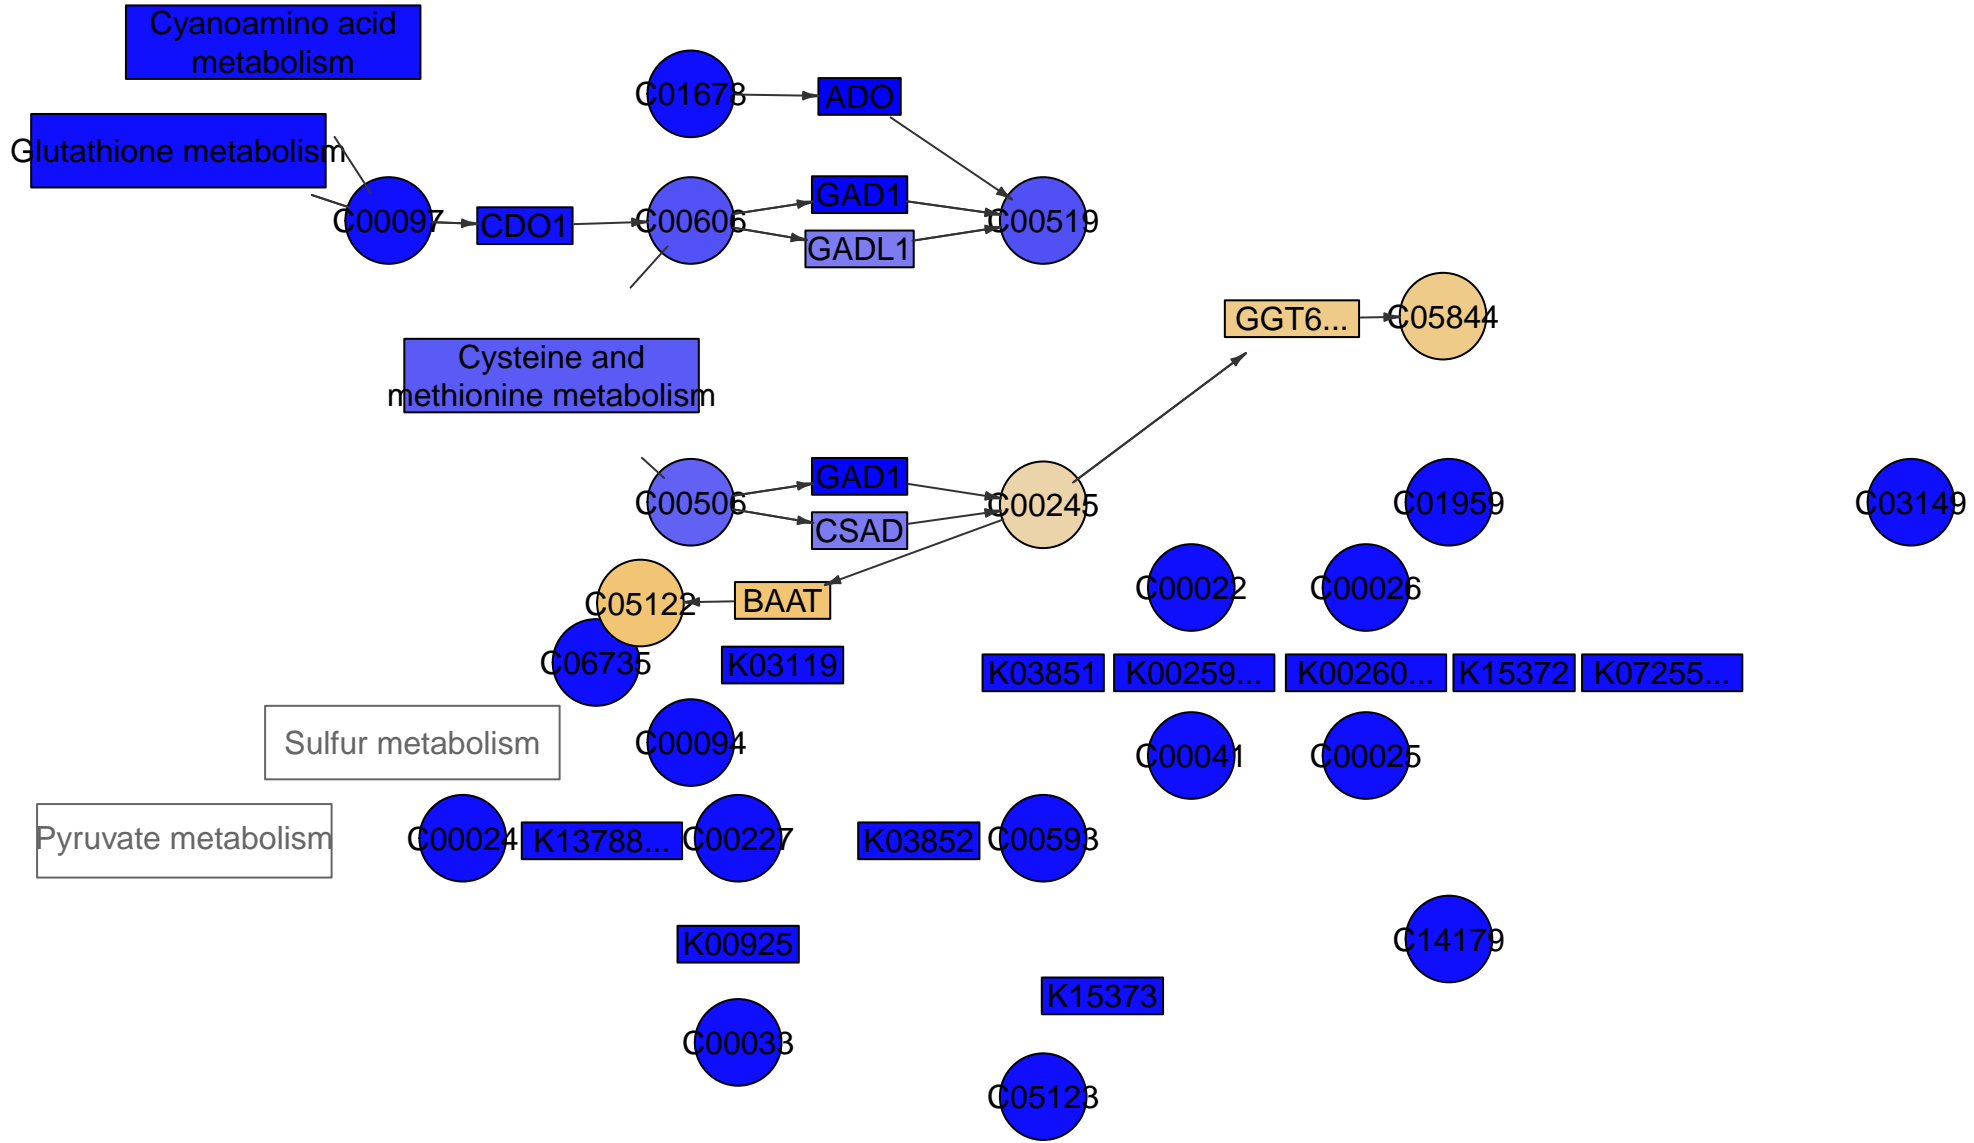 Cyanoamino acid
metabolism
C01678
ADO
Glutathione metabolism
C00097
CDO1
C00606
GAD1
GADL1
C00519
GGT6...
C05844
Cysteine and
methionine metabolism
C00506
GAD1
CSAD
C00245
C01959
C03149
C05122
BAAT
C00022
C00026
C06735
K03119
K03851
K00259...
K00260...
K15372
K07255...
Sulfur metabolism
C00094
C00041
C00025
Pyruvate metabolism
C00024
K13788...
C00227
K03852
C00593
K00925
C14179
K15373
C00033
C05123